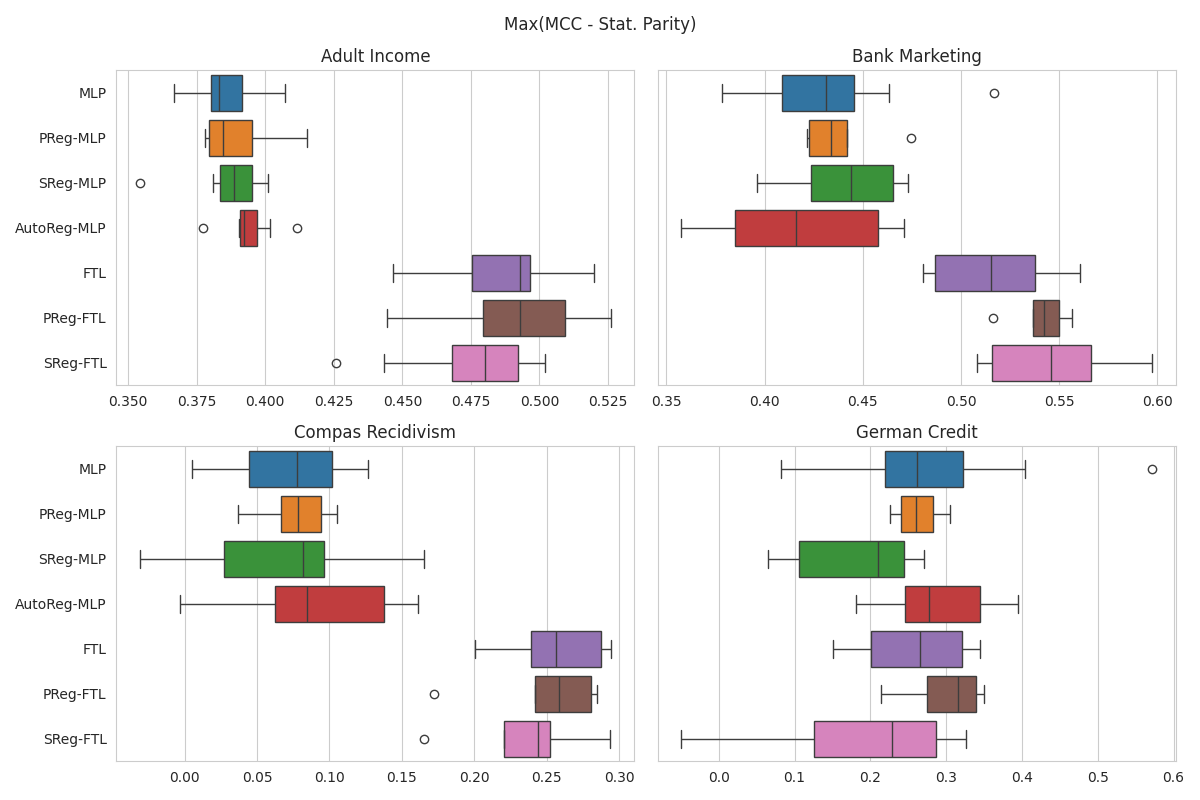 Max(MCC - Stat. Parity)
Adult Income
MLP
PReg-MLP
SReg-MLP
AutoReg-MLP
FTL
PReg-FTL
SReg-FTL
0.350 0.375 0.400 0.425 0.450 0.475 0.500 0.525
Bank Marketing
0.35 0.40 0.45 0.50 0.55 0.60
Compas Recidivism
MLP
PReg-MLP
SReg-MLP
AutoReg-MLP
FTL
PReg-FTL
SReg-FTL
0.00 0.05 0.10 0.15 0.20 0.25 0.30
German Credit
0.0 0.1 0.2 0.3 0.4 0.5 0.6